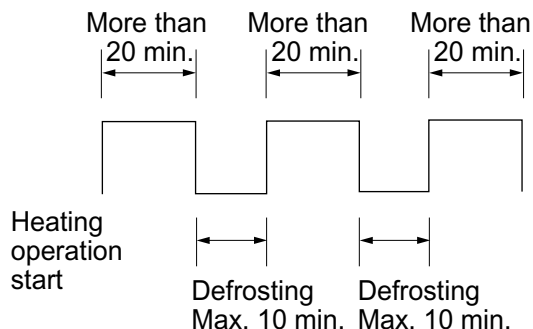 More than
20 min.
More than
20 min.
More than
20 min.
Heating
operation
start
Defrosting
Max. 10 min.
Defrosting
Max. 10 min.